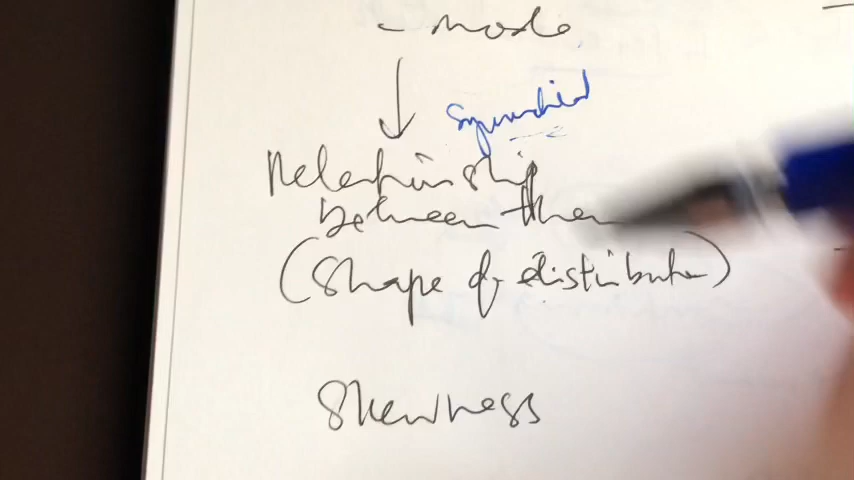 - mode
symmetrical
Relationship
between them
(Shape of distribution)
Skewness